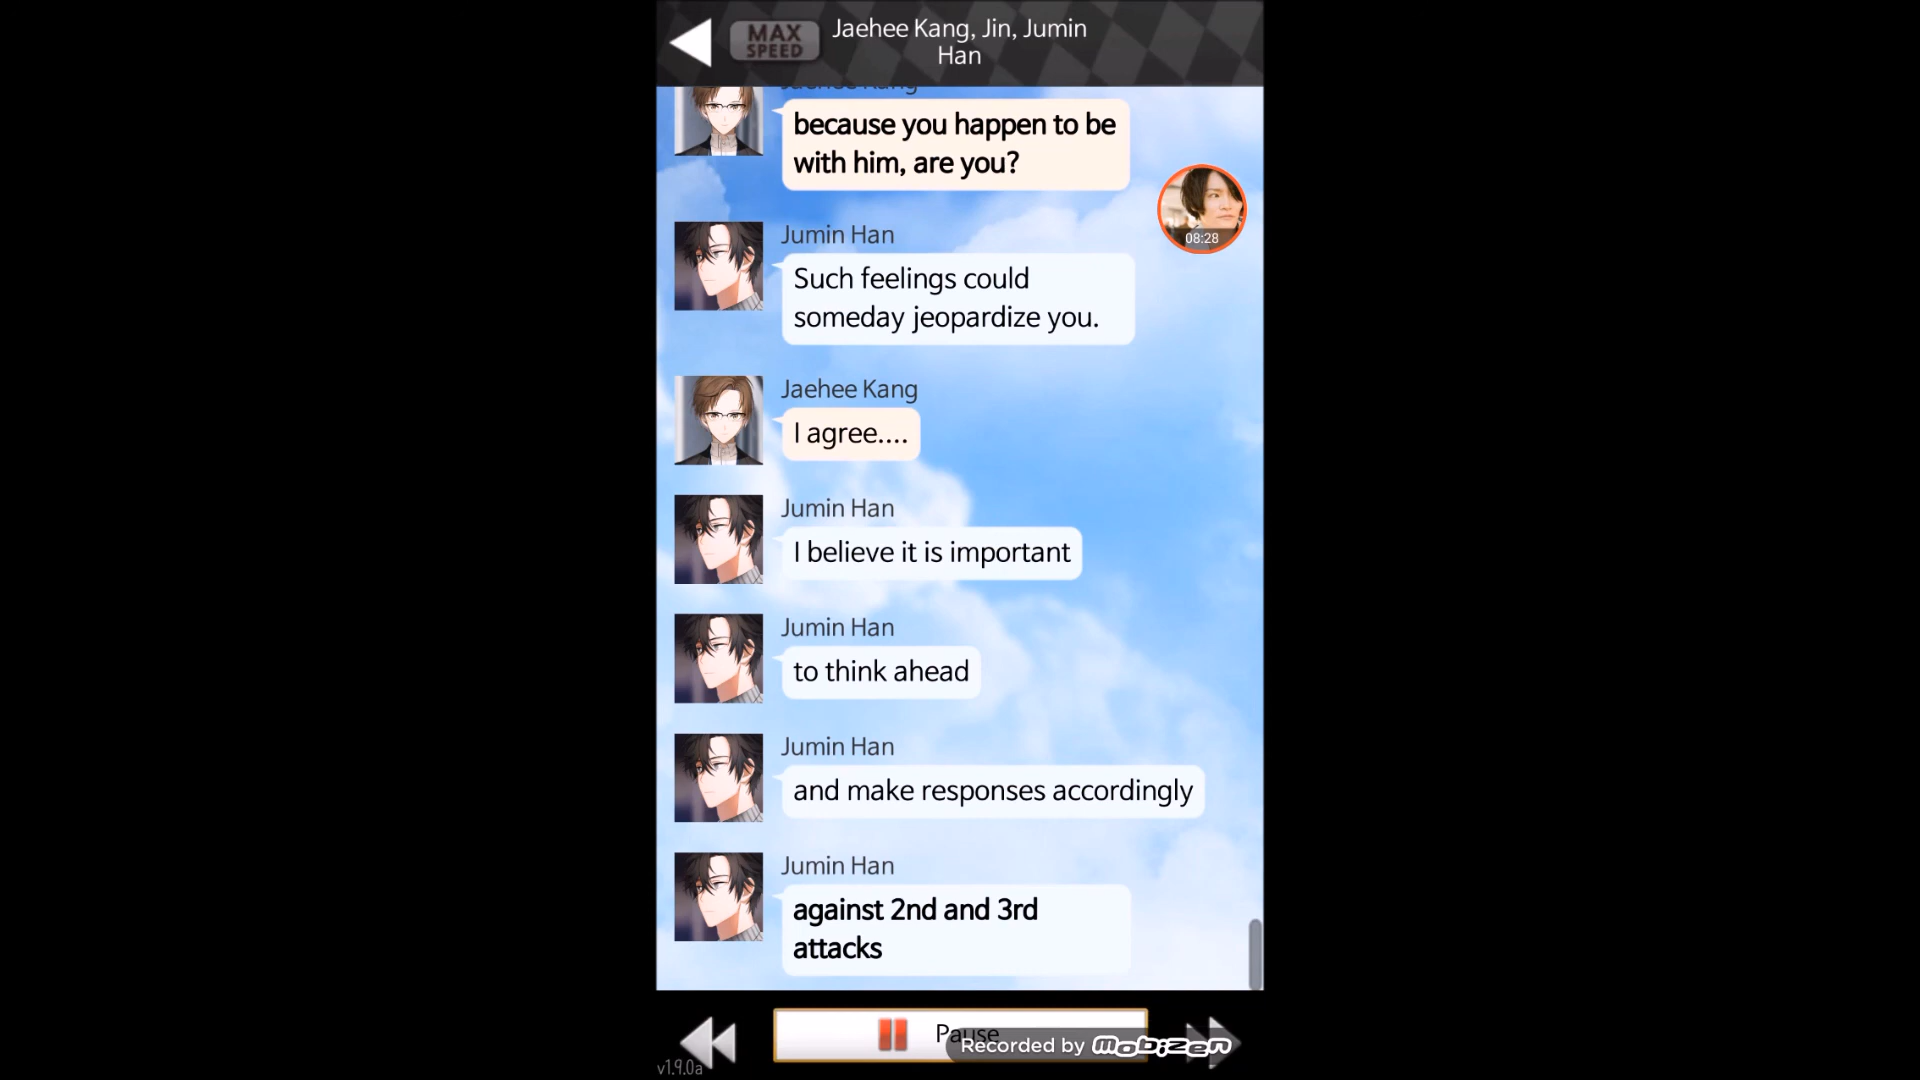 MAX
SPEED
Jaehee Kang, Jin, Jumin
Han
Jaehee Kang
because you happen to be
with him, are you?
08:28
Jumin Han
Such feelings could
someday jeopardize you.
Jaehee Kang
I agree....
Jumin Han
I believe it is important
Jumin Han
to think ahead
Jumin Han
and make responses accordingly
Jumin Han
against 2nd and 3rd
attacks
Pause
Recorded by Mobizen
v1.9.0a